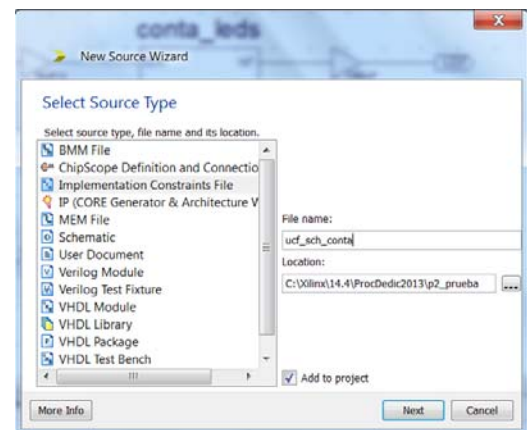 conta_leds
New Source Wizard
Select Source Type
Select source type, file name and its location.
BMM File
ChipScope Definition and Connectio
Implementation Constraints File
IP (CORE Generator & Architecture V
MEM File
Schematic
User Document
Verilog Module
Verilog Test Fixture
VHDL Module
VHDL Library
VHDL Package
VHDL Test Bench
File name:
ucf_sch_conta
Location:
C:\Xilinx\14.4\ProcDedic2013\p2_prueba
...
Add to project
More Info
Next
Cancel